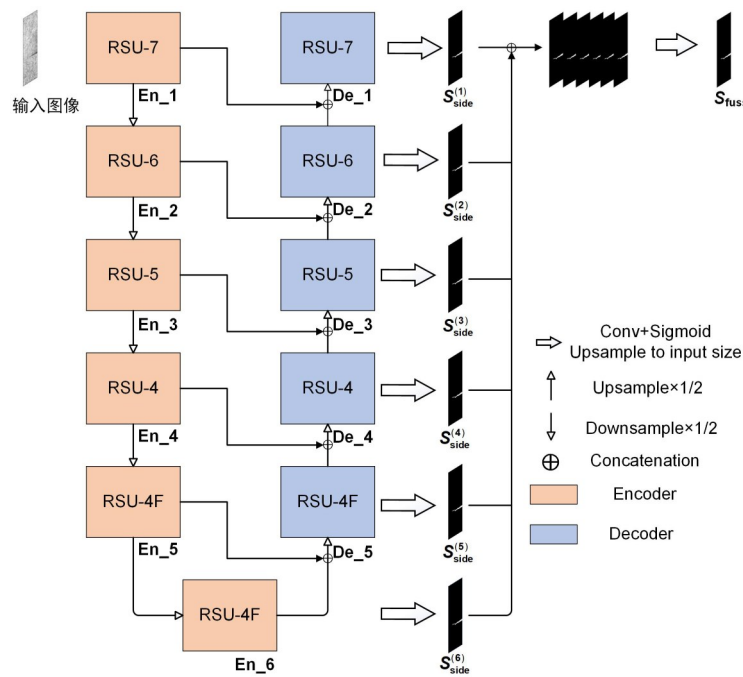 RSU-7
RSU-7
输入图像
En_1
De_1
S(1)side
Sfus
RSU-6
RSU-6
En_2
De_2
S(2)side
RSU-5
RSU-5
En_3
De_3
S(3)side
Conv+Sigmoid
Upsample to input size
RSU-4
RSU-4
Upsample×1/2
En_4
De_4
S(4)side
Downsample×1/2
Concatenation
RSU-4F
RSU-4F
Encoder
En_5
De_5
S(5)side
Decoder
RSU-4F
En_6
S(6)side